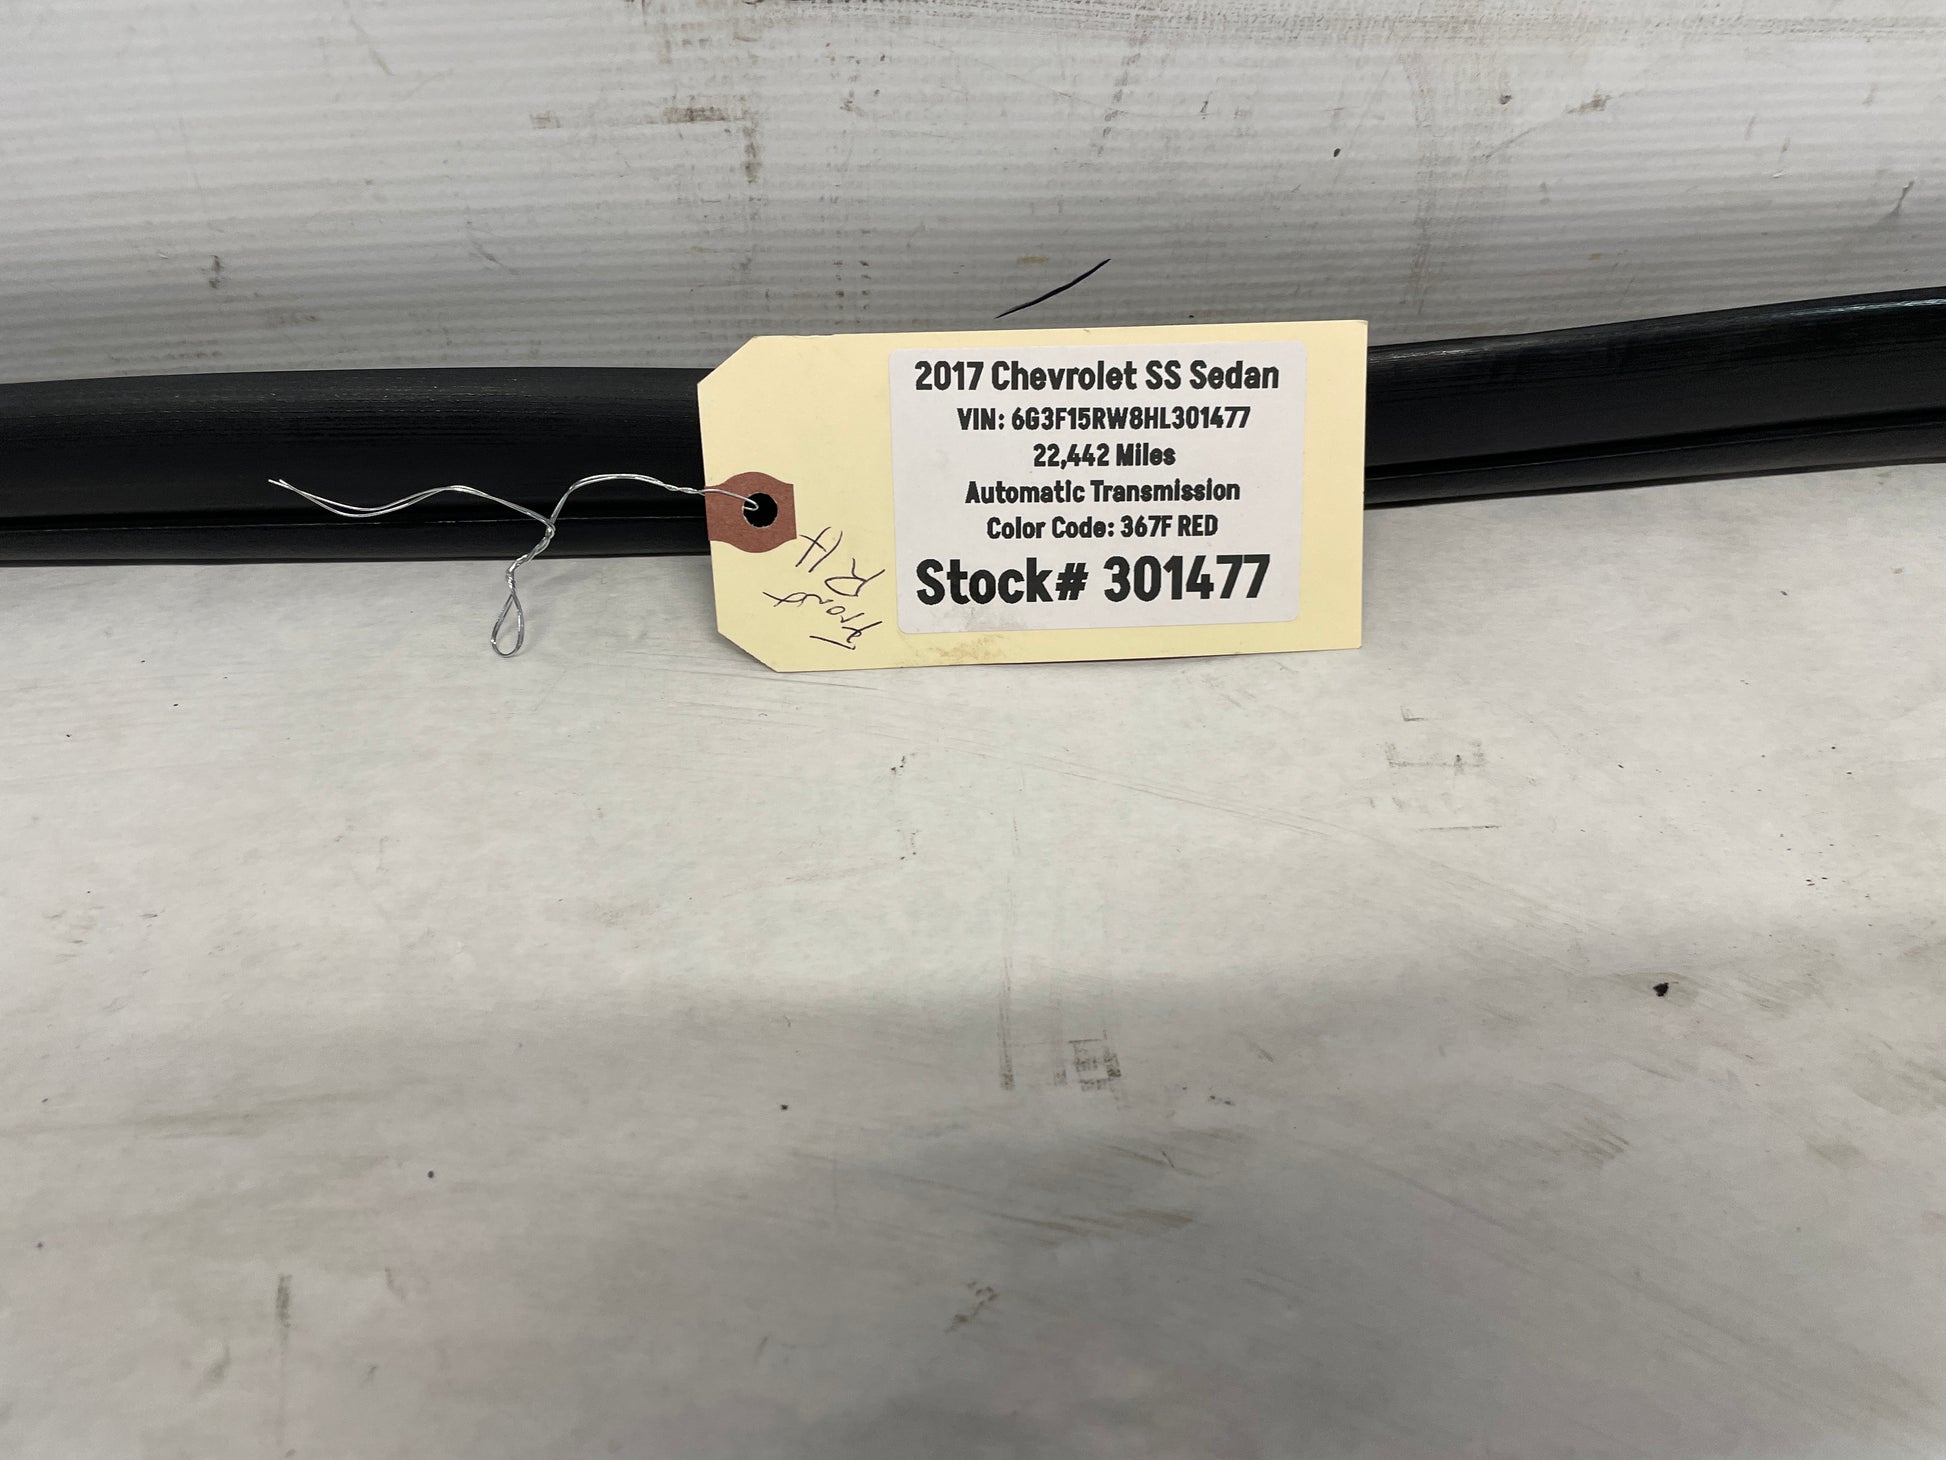 2017 Chevrolet SS Sedan
VIN: 6G3F15RW8HL301477
22,442 Miles
Automatic Transmission
Color Code: 367F RED
Stock# 301477
Front
RH